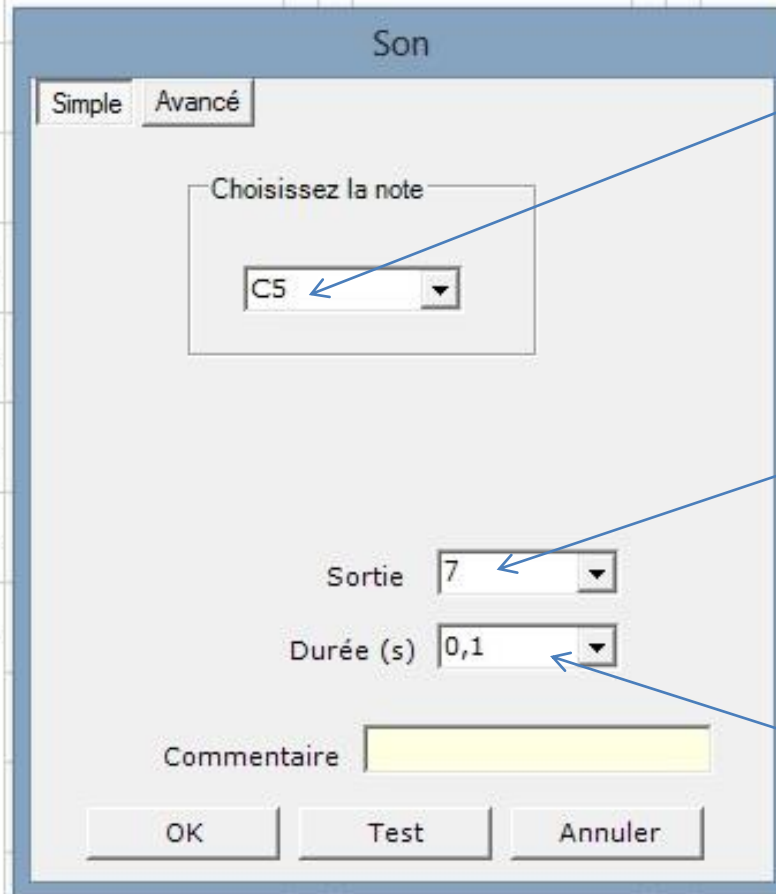 Son
Simple Avancé
Choisissez la note
C5
Sortie 7
Durée (s) 0,1
Commentaire
OK Test Annuler